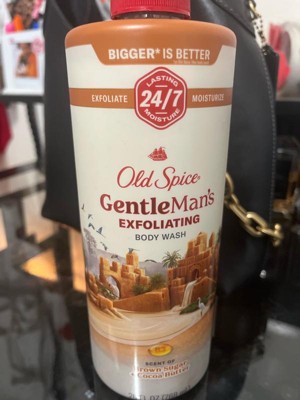 BIGGER* IS BETTER
EXFOLIATE
LASTING
24/7
MOISTURE
MOISTURIZE
Old Spice
GentleMan's
EXFOLIATING
BODY WASH
SCENT OF
Brown Sugar
+ Cocoa Butter